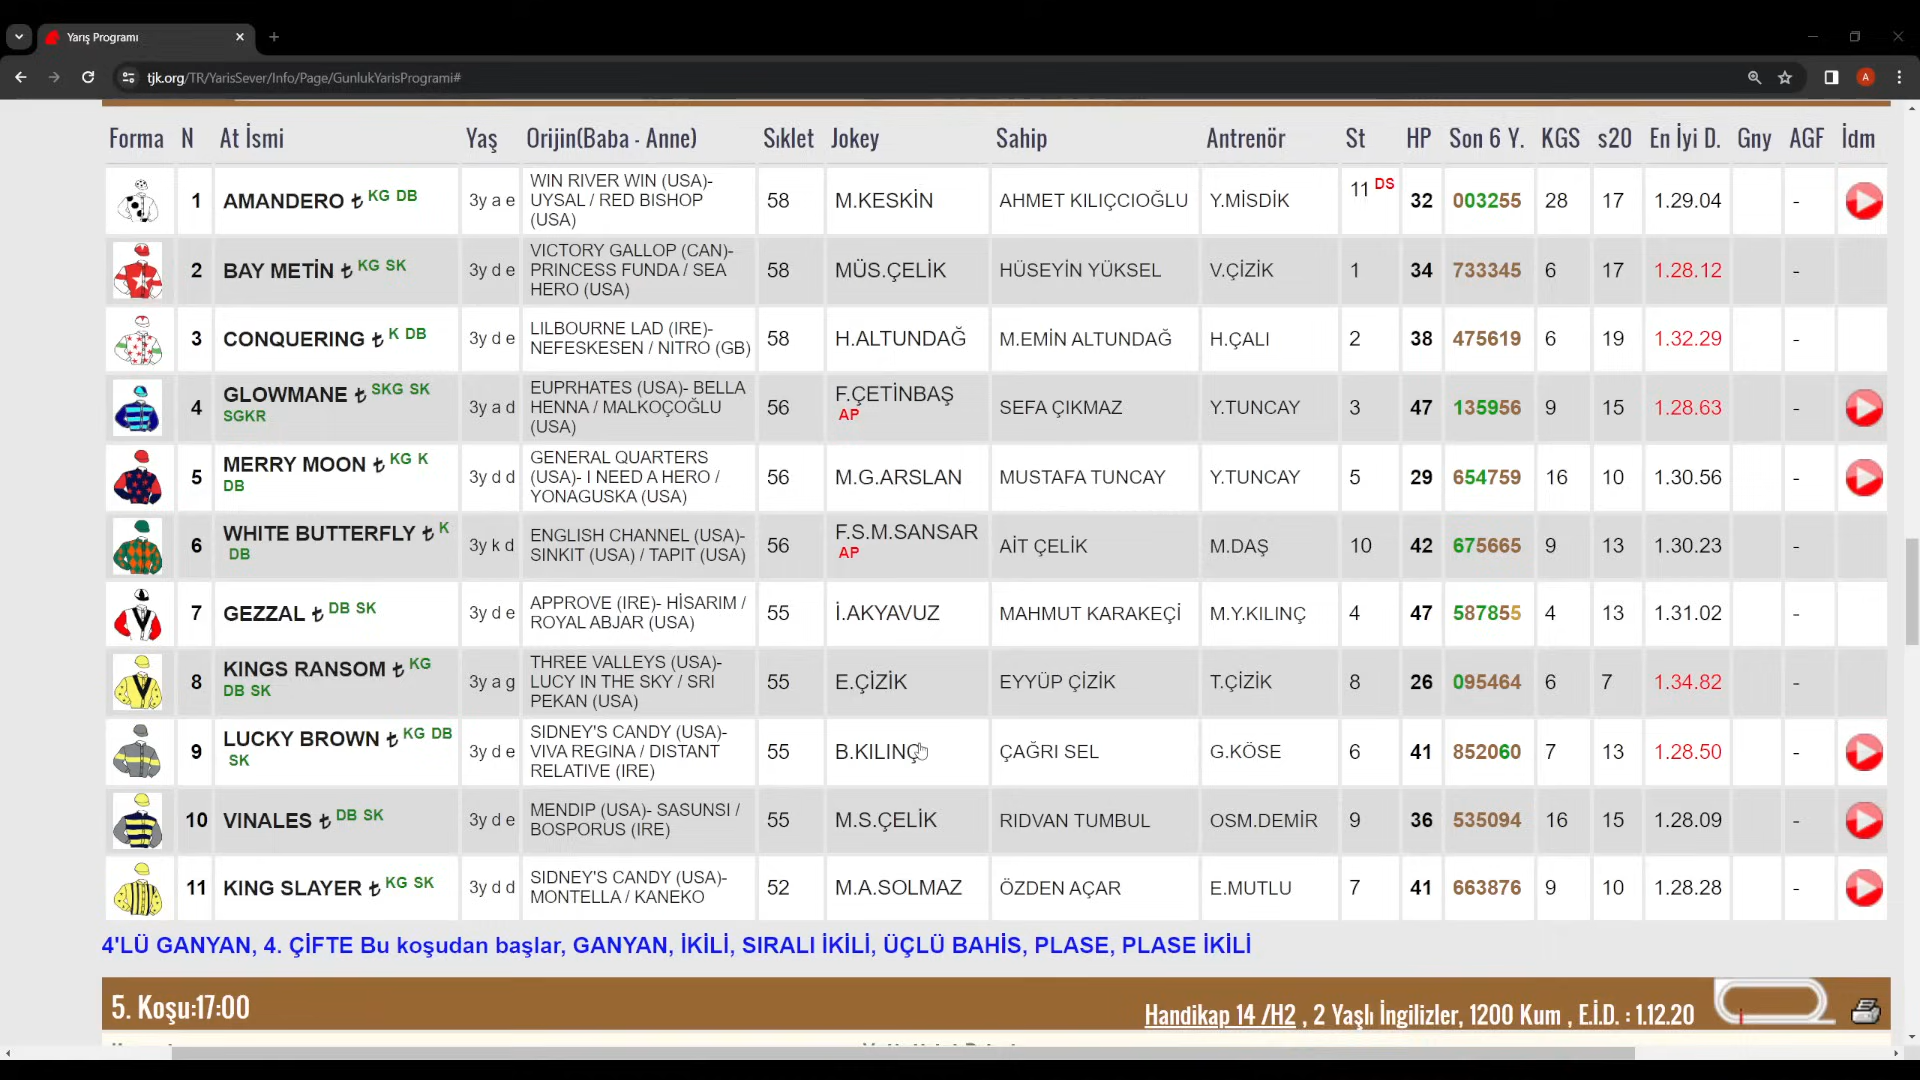 Yarış Programı
tjk.org/TR/YarisSever/Info/Page/GunlukYarisProgrami#
A
Forma N At İsmi Yaş Orijin(Baba - Anne) Sıklet Jokey Sahip Antrenör St HP Son 6 Y. KGS s20 En İyi D. Gny AGF İdm
1 AMANDERO ₺ KG DB 3y a e WIN RIVER WIN (USA)- UYSAL / RED BISHOP (USA) 58 M.KESKİN AHMET KILIÇCIOĞLU Y.MİSDİK 11 DS 32 003255 28 17 1.29.04 -
2 BAY METİN ₺ KG SK 3y d e VICTORY GALLOP (CAN)- PRINCESS FUNDA / SEA HERO (USA) 58 MÜS.ÇELİK HÜSEYİN YÜKSEL V.ÇİZİK 1 34 733345 6 17 1.28.12 -
3 CONQUERING ₺ K DB 3y d e LILBOURNE LAD (IRE)- NEFESKESEN / NITRO (GB) 58 H.ALTUNDAĞ M.EMİN ALTUNDAĞ H.ÇALI 2 38 475619 6 19 1.32.29 -
4 GLOWMANE ₺ SKG SK SGKR 3y a d EUPRHATES (USA)- BELLA HENNA / MALKOÇOĞLU (USA) 56 F.ÇETİNBAŞ AP SEFA ÇIKMAZ Y.TUNCAY 3 47 135956 9 15 1.28.63 -
5 MERRY MOON ₺ KG K DB 3y d d GENERAL QUARTERS (USA)- I NEED A HERO / YONAGUSKA (USA) 56 M.G.ARSLAN MUSTAFA TUNCAY Y.TUNCAY 5 29 654759 16 10 1.30.56 -
6 WHITE BUTTERFLY ₺ K DB 3y k d ENGLISH CHANNEL (USA)- SINKIT (USA) / TAPIT (USA) 56 F.S.M.SANSAR AP AİT ÇELİK M.DAŞ 10 42 675665 9 13 1.30.23 -
7 GEZZAL ₺ DB SK 3y d e APPROVE (IRE)- HİSARIM / ROYAL ABJAR (USA) 55 İ.AKYAVUZ MAHMUT KARAKEÇİ M.Y.KILINÇ 4 47 587855 4 13 1.31.02 -
8 KINGS RANSOM ₺ KG DB SK 3y a g THREE VALLEYS (USA)- LUCY IN THE SKY / SRI PEKAN (USA) 55 E.ÇİZİK EYYÜP ÇİZİK T.ÇİZİK 8 26 095464 6 7 1.34.82 -
9 LUCKY BROWN ₺ KG DB SK 3y d e SIDNEY'S CANDY (USA)- VIVA REGINA / DISTANT RELATIVE (IRE) 55 B.KILINÇ ÇAĞRI SEL G.KÖSE 6 41 852060 7 13 1.28.50 -
10 VINALES ₺ DB SK 3y d e MENDIP (USA)- SASUNSI / BOSPORUS (IRE) 55 M.S.ÇELİK RIDVAN TUMBUL OSM.DEMİR 9 36 535094 16 15 1.28.09 -
11 KING SLAYER ₺ KG SK 3y d d SIDNEY'S CANDY (USA)- MONTELLA / KANEKO 52 M.A.SOLMAZ ÖZDEN AÇAR E.MUTLU 7 41 663876 9 10 1.28.28 -
4'LÜ GANYAN, 4. ÇİFTE Bu koşudan başlar, GANYAN, İKİLİ, SIRALI İKİLİ, ÜÇLÜ BAHİS, PLASE, PLASE İKİLİ
5. Koşu:17:00
Handikap 14 /H2 , 2 Yaşlı İngilizler, 1200 Kum , E.İ.D. : 1.12.20